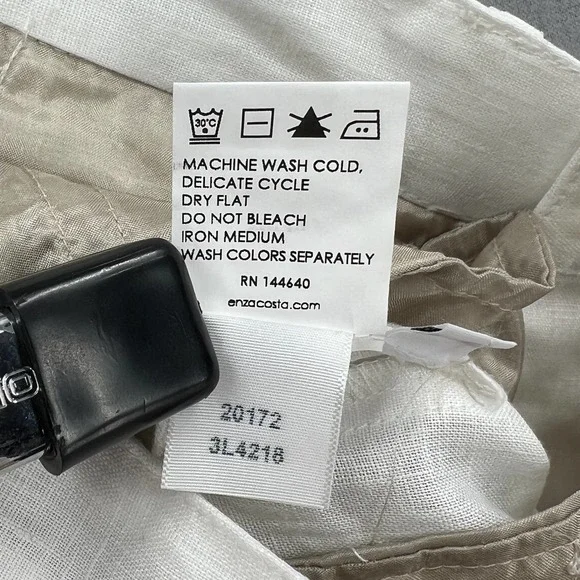 30°C
MACHINE WASH COLD,
DELICATE CYCLE
DRY FLAT
DO NOT BLEACH
IRON MEDIUM
WASH COLORS SEPARATELY
RN 144640
enzacosta.com
20172
3L4218